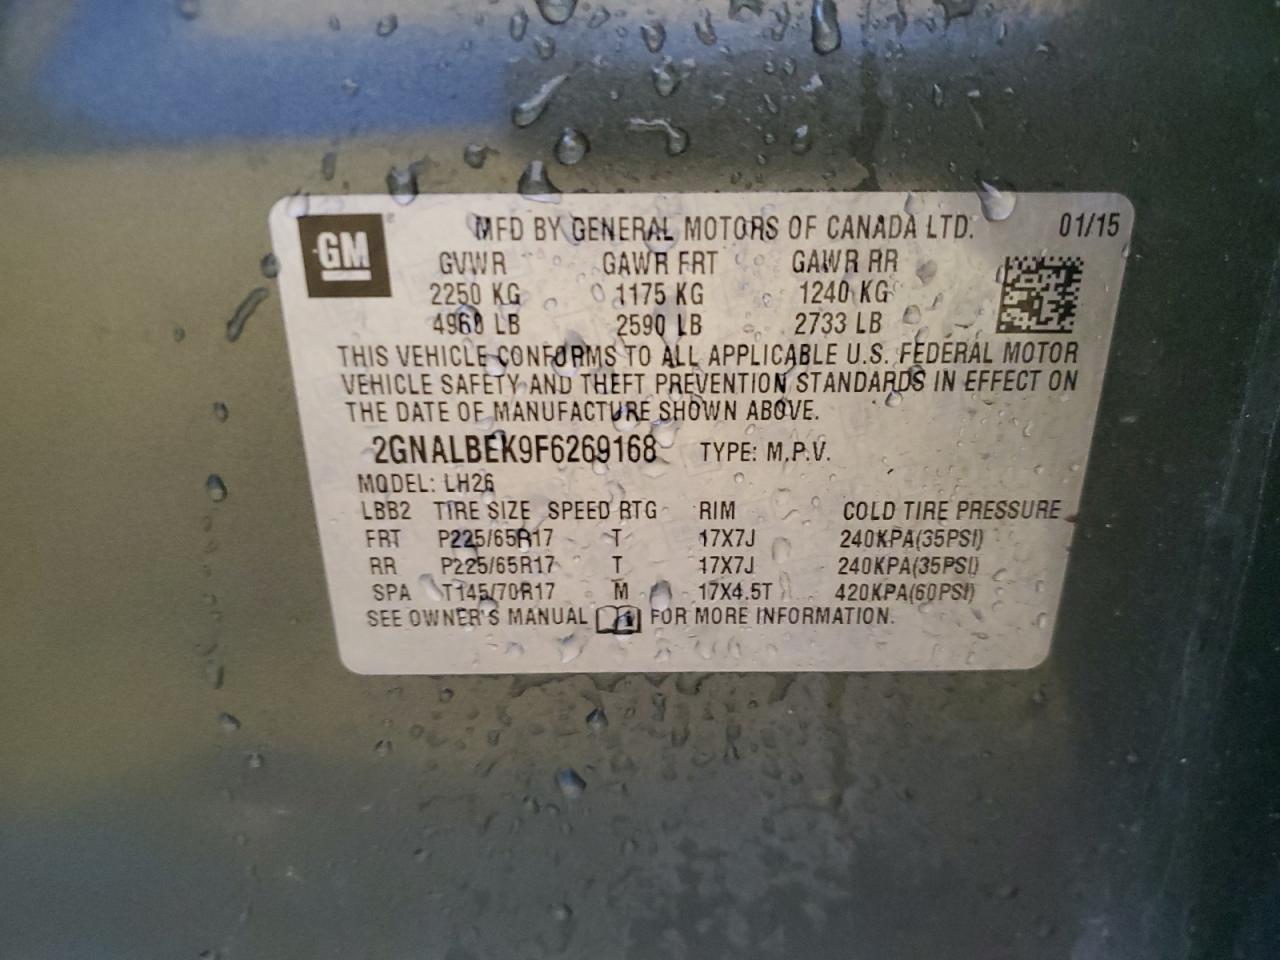 GM
MFD BY GENERAL MOTORS OF CANADA LTD. 01/15
GVWR GAWR FRT GAWR RR
2250 KG 1175 KG 1240 KG
4960 LB 2590 LB 2733 LB
THIS VEHICLE CONFORMS TO ALL APPLICABLE U.S. FEDERAL MOTOR
VEHICLE SAFETY AND THEFT PREVENTION STANDARDS IN EFFECT ON
THE DATE OF MANUFACTURE SHOWN ABOVE.
2GNALBEK9F6269168 TYPE: M.P.V.
MODEL: LH26
LBB2 TIRE SIZE SPEED RTG RIM COLD TIRE PRESSURE
FRT P225/65R17 T 17X7J 240KPA(35PSI)
RR P225/65R17 T 17X7J 240KPA(35PSI)
SPA T145/70R17 M 17X4.5T 420KPA(60PSI)
SEE OWNER'S MANUAL FOR MORE INFORMATION.